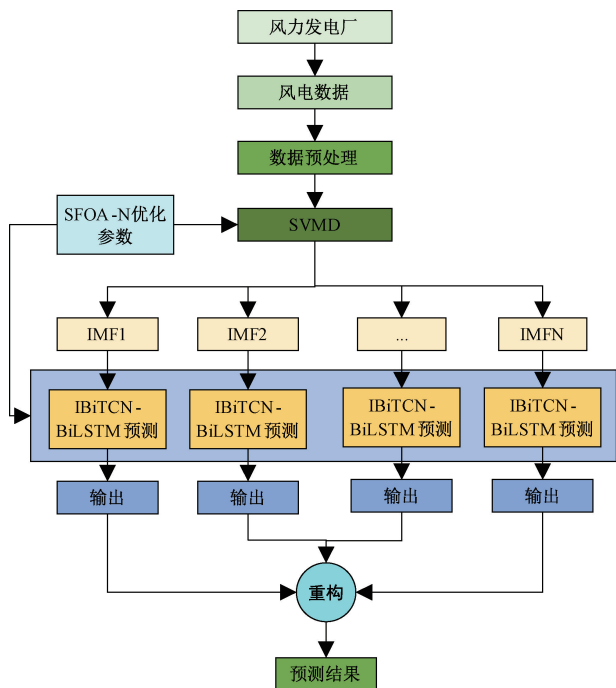 风力发电厂
风电数据
数据预处理
SFOA-N优化
参数
SVMD
IMF1
IMF2
...
IMFN
IBiTCN-
BiLSTM 预测
IBiTCN-
BiLSTM 预测
IBiTCN-
BiLSTM 预测
IBiTCN-
BiLSTM 预测
输出
输出
输出
输出
重构
预测结果